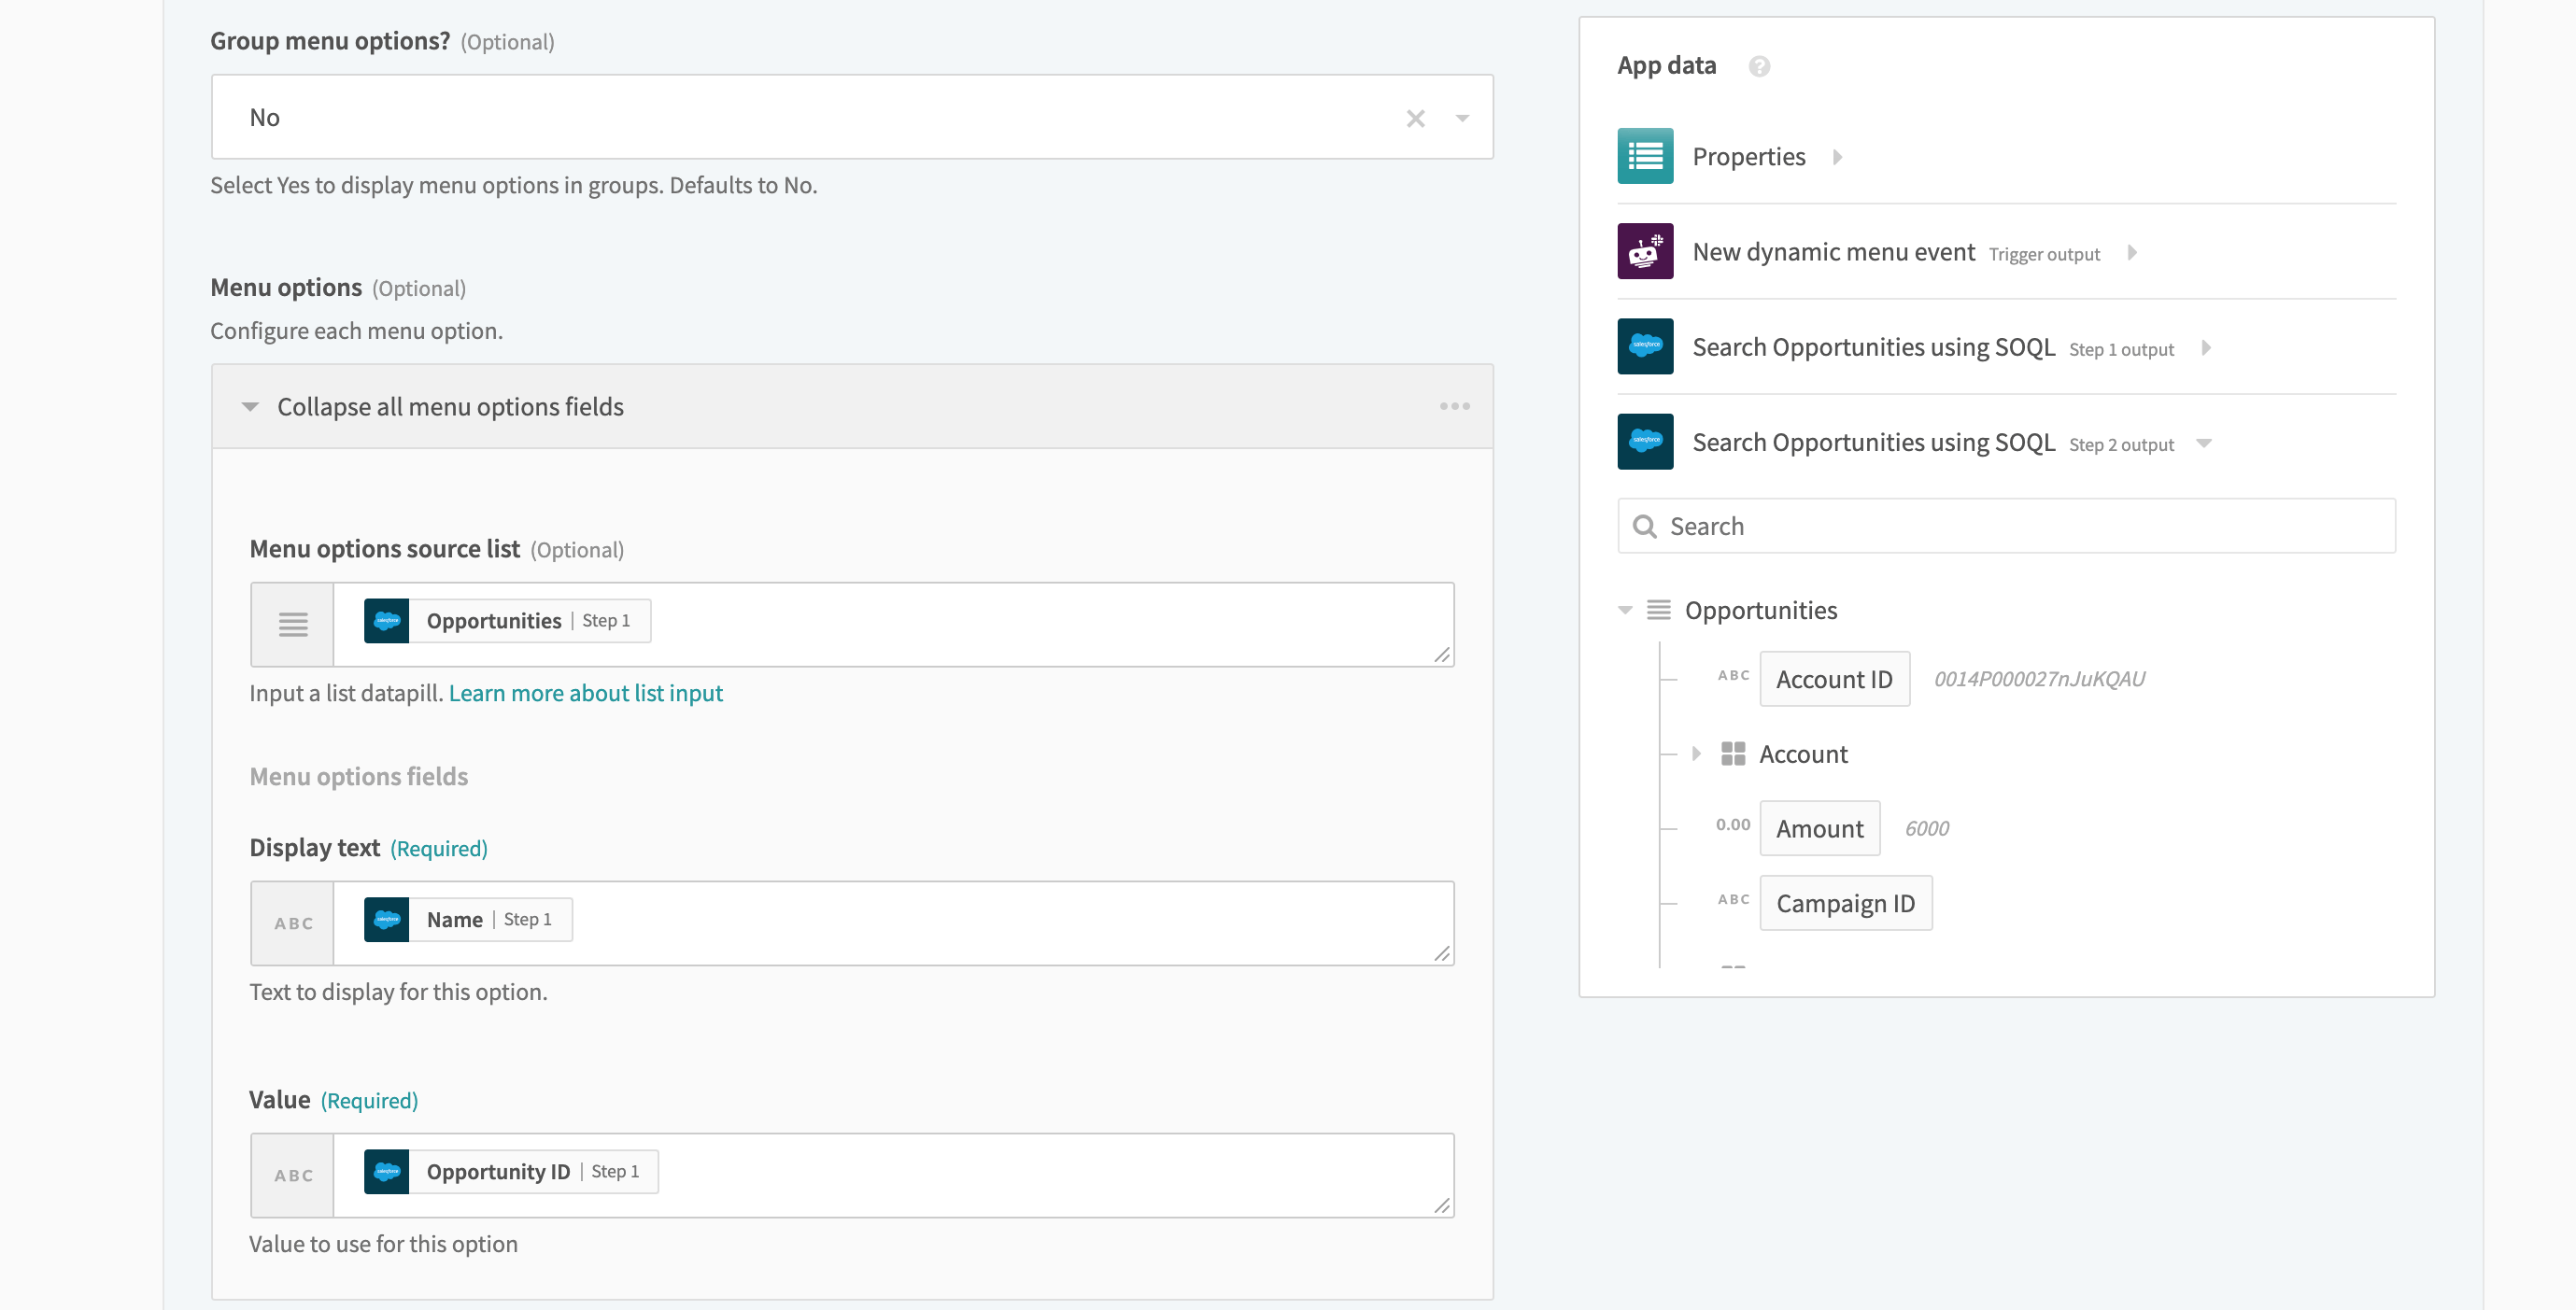 Group menu options? (Optional)
No
Select Yes to display menu options in groups. Defaults to No.
Menu options (Optional)
Configure each menu option.
Collapse all menu options fields
Menu options source list (Optional)
salesforce Opportunities | Step 1
Input a list datapill. Learn more about list input
Menu options fields
Display text (Required)
ABC salesforce Name | Step 1
Text to display for this option.
Value (Required)
ABC salesforce Opportunity ID | Step 1
Value to use for this option
App data ?
Properties
New dynamic menu event Trigger output
salesforce Search Opportunities using SOQL Step 1 output
salesforce Search Opportunities using SOQL Step 2 output
Search
Opportunities
ABC Account ID 0014P000027nJuKQAU
Account
0.00 Amount 6000
ABC Campaign ID